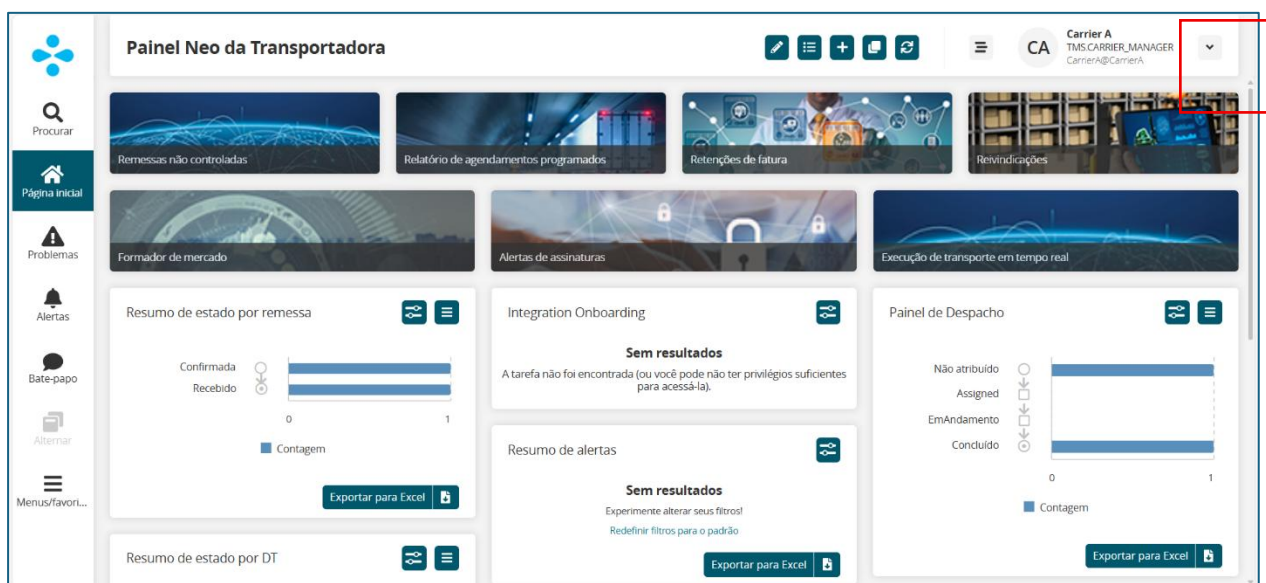 Painel Neo da Transportadora
CA
Carrier A
TMS.CARRIER_MANAGER
CarrierA@CarrierA
Procurar
Página inicial
Problemas
Alertas
Bate-papo
Alternar
Menus/favori...
Remessas não controladas
Relatório de agendamentos programados
Retenções de fatura
Reivindicações
Formador de mercado
Alertas de assinaturas
Execução de transporte em tempo real
Resumo de estado por remessa
Confirmada
Recebido
0 1
Contagem
Exportar para Excel
Resumo de estado por DT
Integration Onboarding
Sem resultados
A tarefa não foi encontrada (ou você pode não ter privilégios suficientes
para acessá-la).
Resumo de alertas
Sem resultados
Experimente alterar seus filtros!
Redefinir filtros para o padrão
Exportar para Excel
Painel de Despacho
Não atribuído
Assigned
EmAndamento
Concluído
0 1
Contagem
Exportar para Excel